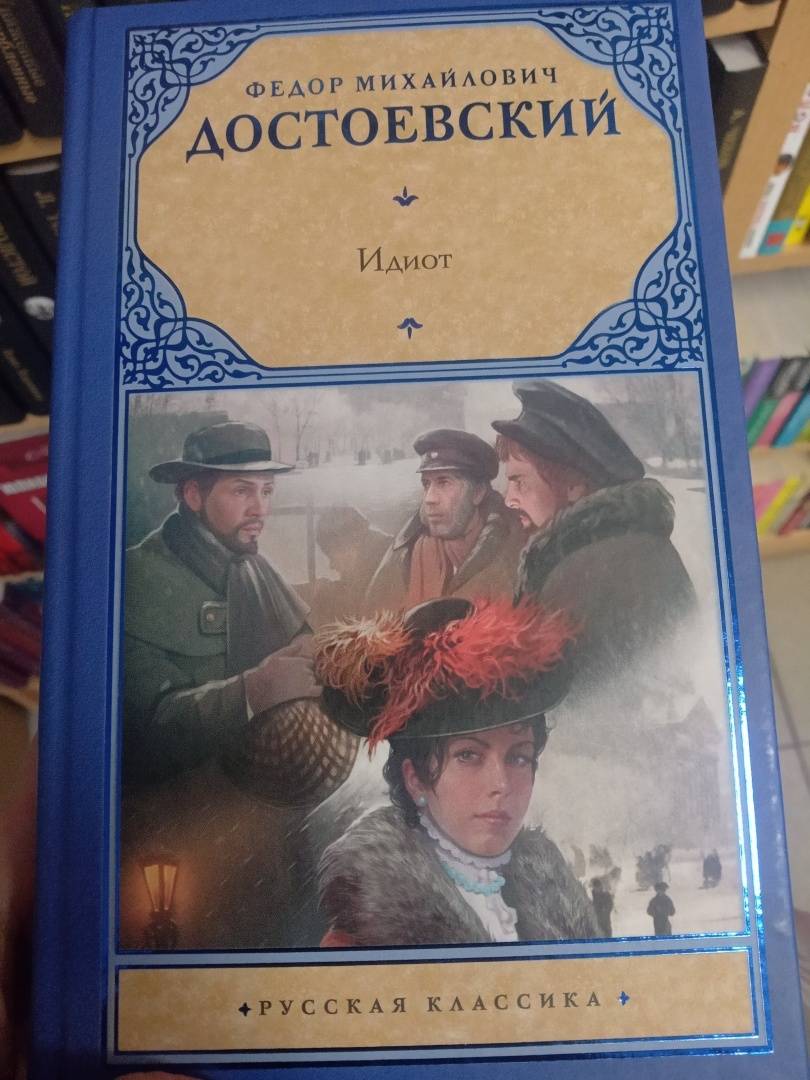 ФЕДОР МИХАЙЛОВИЧ
ДОСТОЕВСКИЙ
Идиот
РУССКАЯ КЛАССИКА